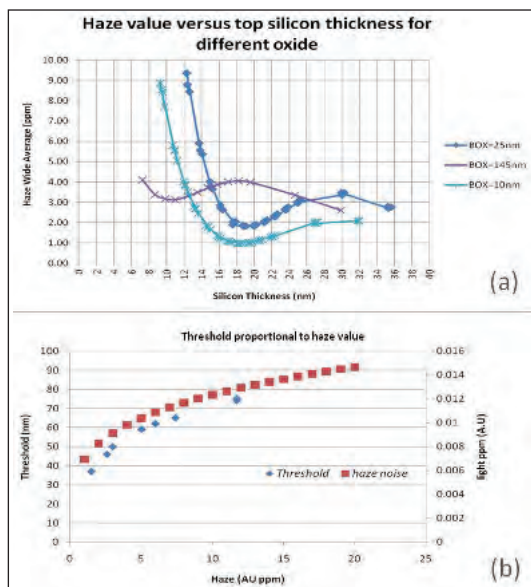 Haze value versus top silicon thickness for
different oxide
10.00
9.00
8.00
7.00
6.00
5.00
4.00
3.00
2.00
1.00
0.00
Haze Wide Average (ppm)
0 2 4 6 8 10 12 14 16 18 20 22 24 26 28 30 32 34 36 38 40
Silicon Thickness (nm)
BOX=25nm
BOX=145nm
BOX=10nm
(a)
Threshold proportional to haze value
100
90
80
70
60
50
40
30
20
10
0
Threshold (nm)
0.016
0.014
0.012
0.01
0.008
0.006
0.004
0.002
0
light ppm (A.U)
Threshold haze noise
0 5 10 15 20 25
Haze (AU ppm)
(b)